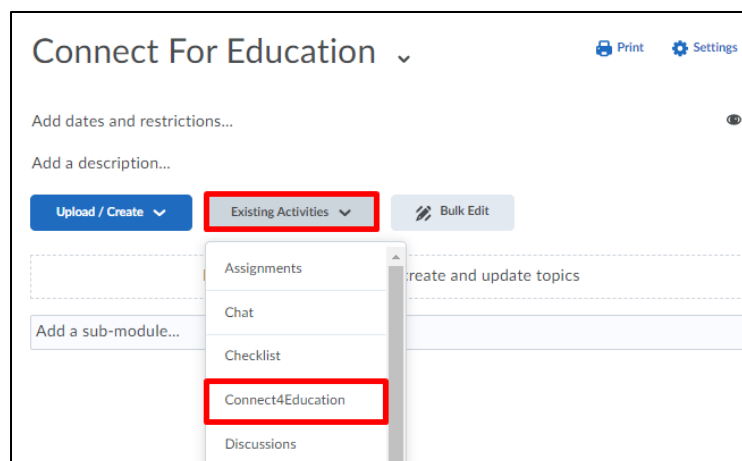 Connect For Education
Print
Settings
Add dates and restrictions...
Add a description...
Upload / Create
Existing Activities
Bulk Edit
Assignments
create and update topics
Chat
Add a sub-module...
Checklist
Connect4Education
Discussions